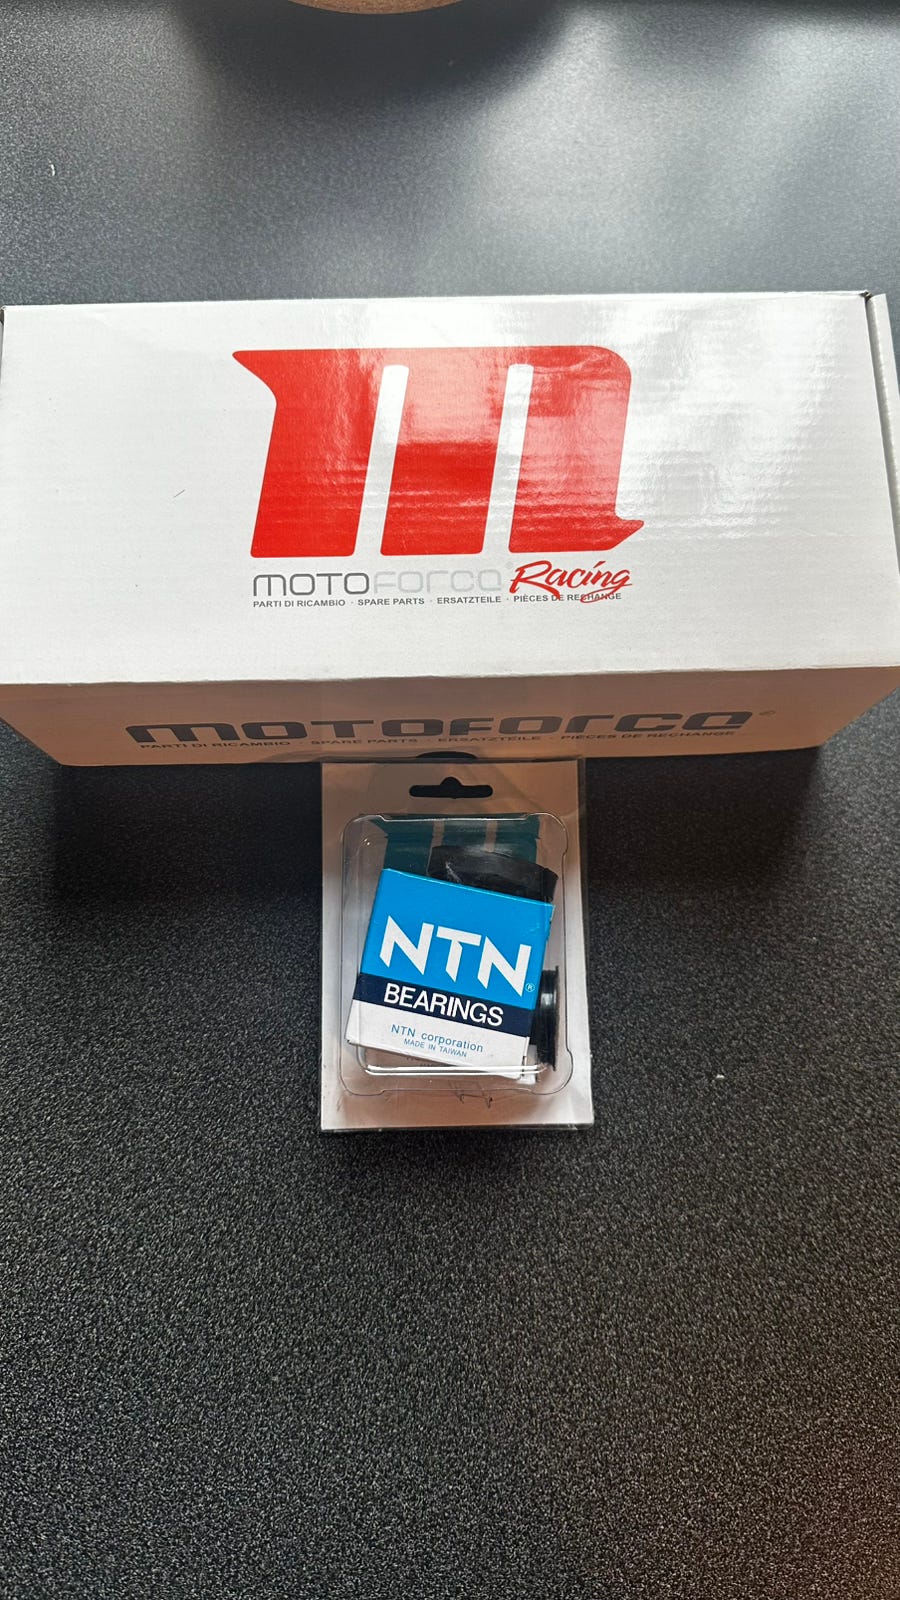 MOTOFORCE Racing
PARTI DI RICAMBIO · SPARE PARTS · ERSATZTEILE · PIÈCES DE RECHANGE
MOTOFORCE®
PARTI DI RICAMBIO · SPARE PARTS · ERSATZTEILE · PIÈCES DE RECHANGE
NTN®
BEARINGS
NTN corporation
MADE IN TAIWAN